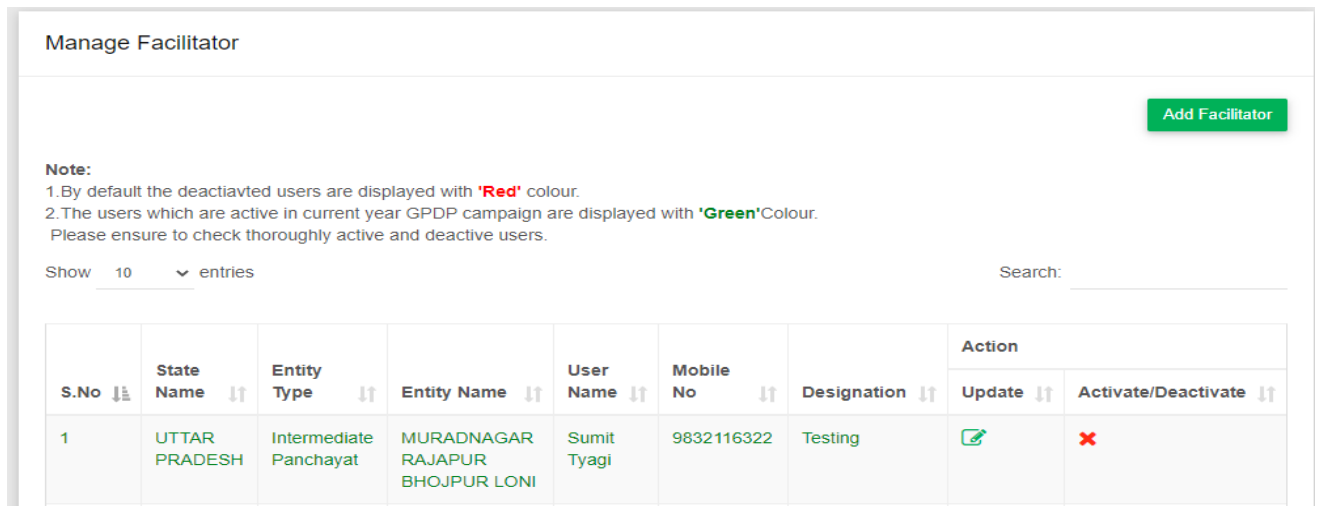 Manage Facilitator
Add Facilitator
Note:
1.By default the deactiavted users are displayed with 'Red' colour.
2.The users which are active in current year GPDP campaign are displayed with 'Green'Colour.
Please ensure to check thoroughly active and deactive users.
Show 10 entries Search:
Action
S.No State Name Entity Type Entity Name User Name Mobile No Designation Update Activate/Deactivate
1 UTTAR Intermediate MURADNAGAR Sumit 9832116322 Testing
PRADESH Panchayat RAJAPUR Tyagi
BHOJPUR LONI